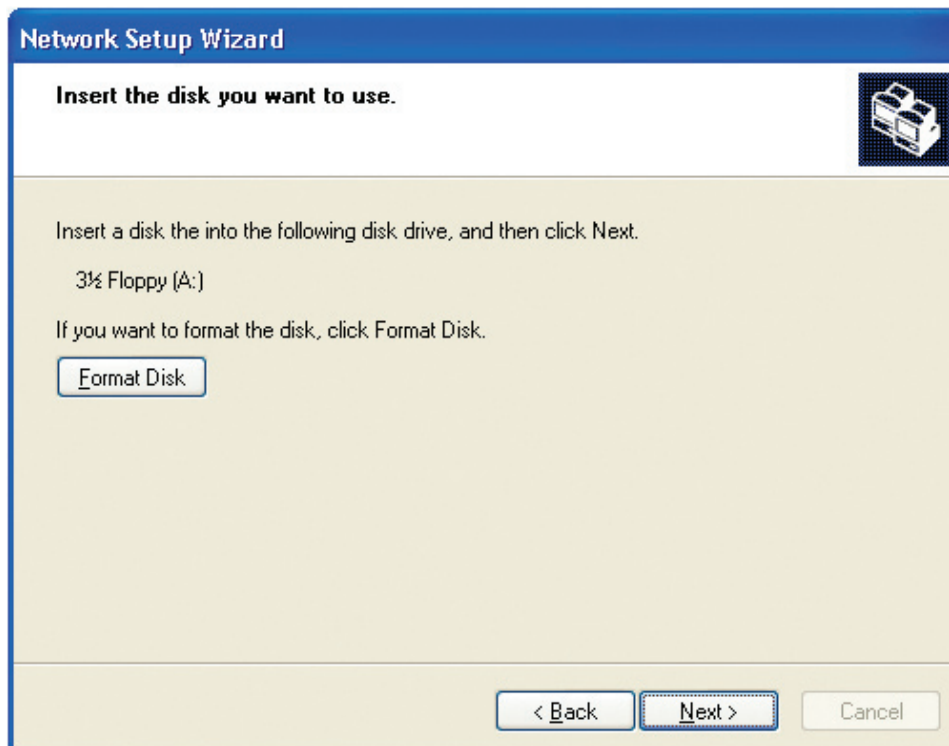 Network Setup Wizard
Insert the disk you want to use.
Insert a disk the into the following disk drive, and then click Next.
3½ Floppy (A:)
If you want to format the disk, click Format Disk.
Format Disk
< Back Next > Cancel